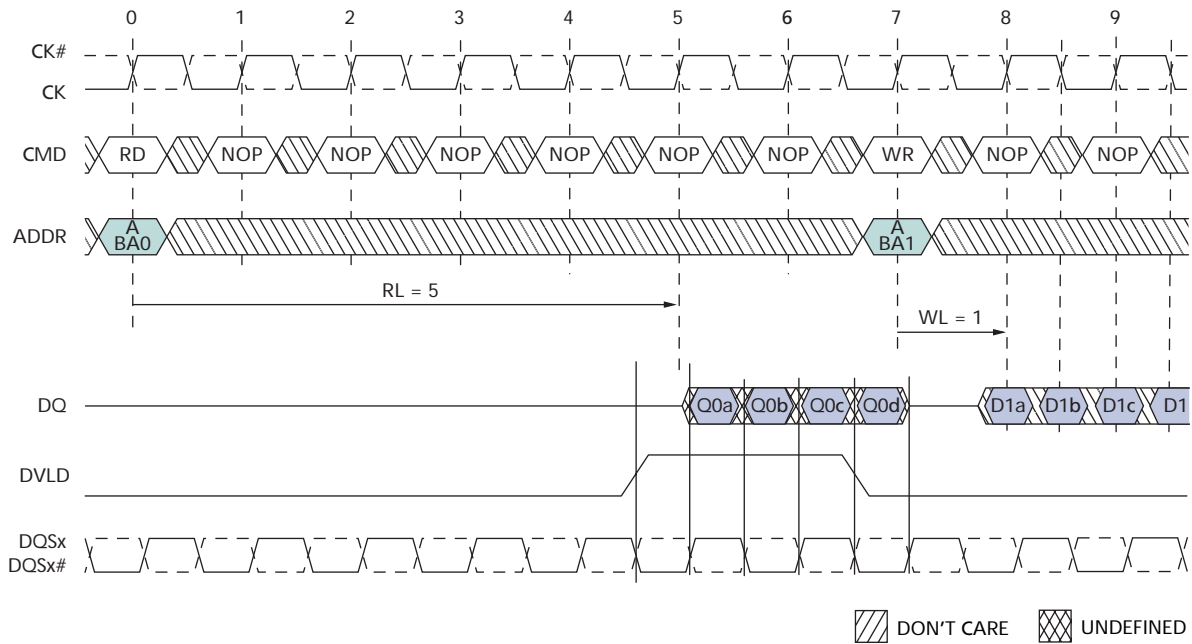 0 1 2 3 4 5 6 7 8 9
CK#
CK
CMD RD NOP NOP NOP NOP NOP NOP WR NOP NOP
ADDR A BA0 A BA1
RL = 5
WL = 1
DQ Q0a Q0b Q0c Q0d D1a D1b D1c D1
DVLD
DQSx
DQSx#
DON'T CARE UNDEFINED